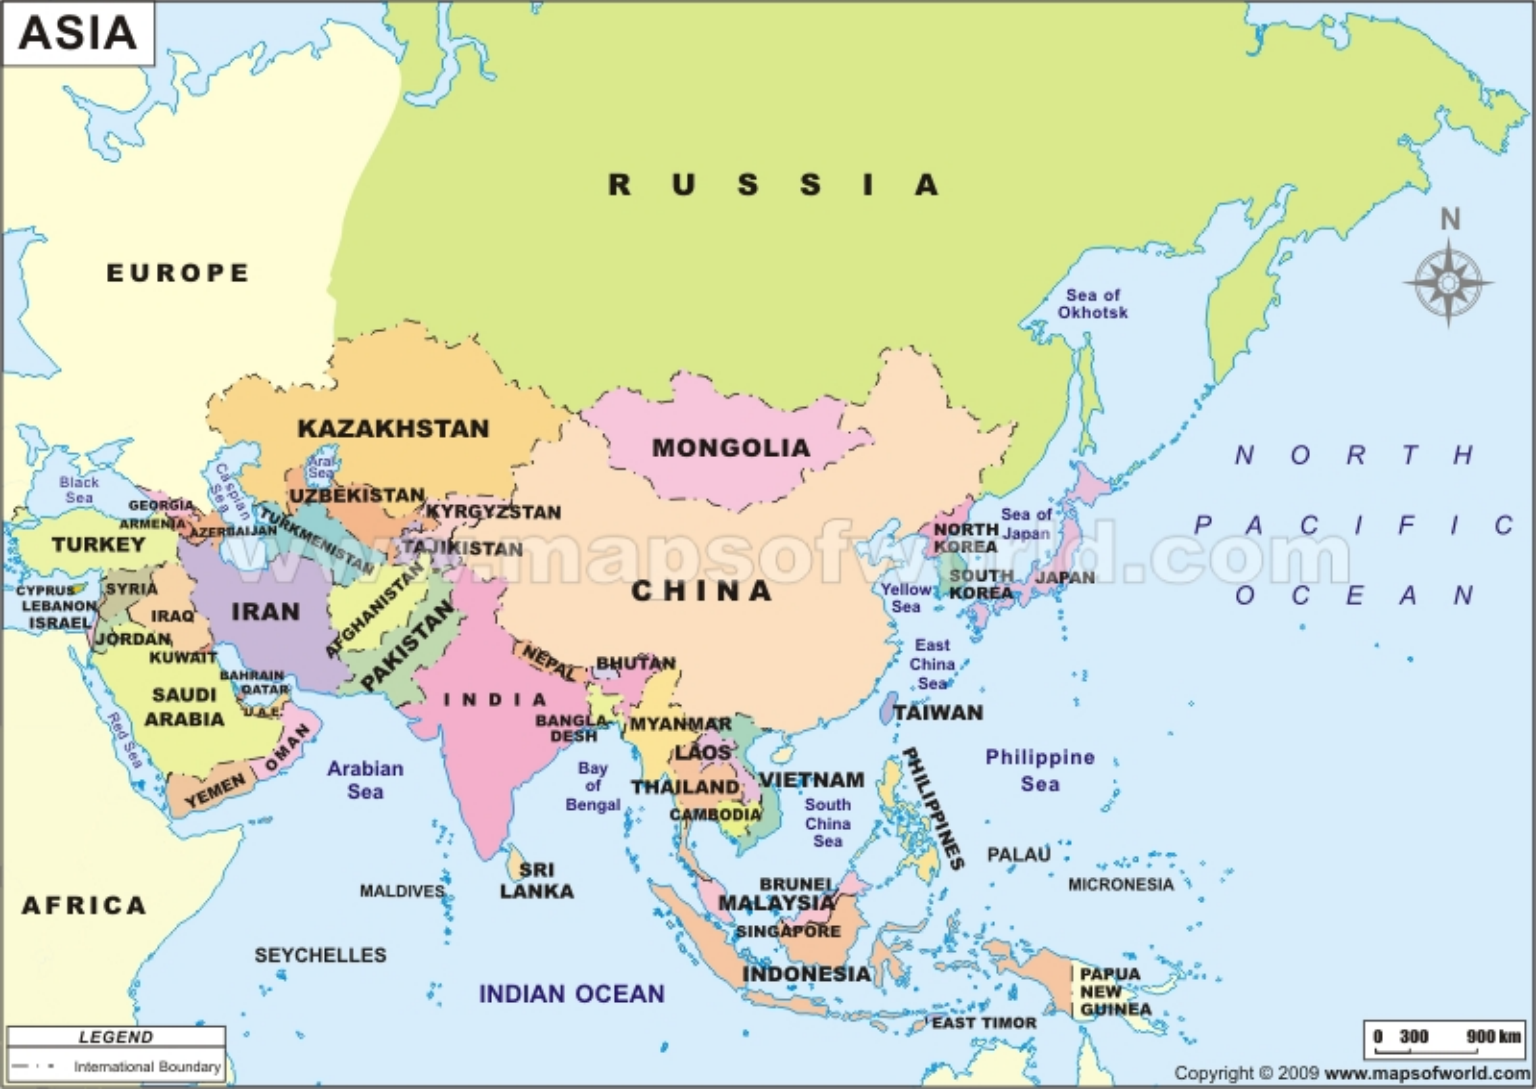 ASIA
R U S S I A
N
EUROPE
Sea of
Okhotsk
KAZAKHSTAN
MONGOLIA
NORTH
PACIFIC
OCEAN
Aral
Sea
Caspian
Sea
Black
Sea
UZBEKISTAN
GEORGIA
KYRGYZSTAN
ARMENIA
AZERBAIJAN
TURKMENISTAN
Sea of
Japan
NORTH
KOREA
TURKEY
TAJIKISTAN
www.mapsofworld.com
CHINA
SOUTH
KOREA
JAPAN
CYPRUS
SYRIA
LEBANON
ISRAEL
IRAQ
IRAN
AFGHANISTAN
Yellow
Sea
JORDAN
KUWAIT
PAKISTAN
NEPAL
BHUTAN
East
China
Sea
BAHRAIN
QATAR
SAUDI
ARABIA
U.A.E.
INDIA
BANGLA
DESH
MYANMAR
TAIWAN
Red Sea
OMAN
YEMEN
Arabian
Sea
Bay
of
Bengal
LAOS
THAILAND
VIETNAM
CAMBODIA
South
China
Sea
PHILIPPINES
Philippine
Sea
PALAU
MICRONESIA
SRI
LANKA
MALDIVES
BRUNEI
MALAYSIA
SINGAPORE
AFRICA
SEYCHELLES
INDONESIA
PAPUA
NEW
GUINEA
INDIAN OCEAN
EAST TIMOR
LEGEND
International Boundary
0 300 900 km
Copyright © 2009 www.mapsofworld.com